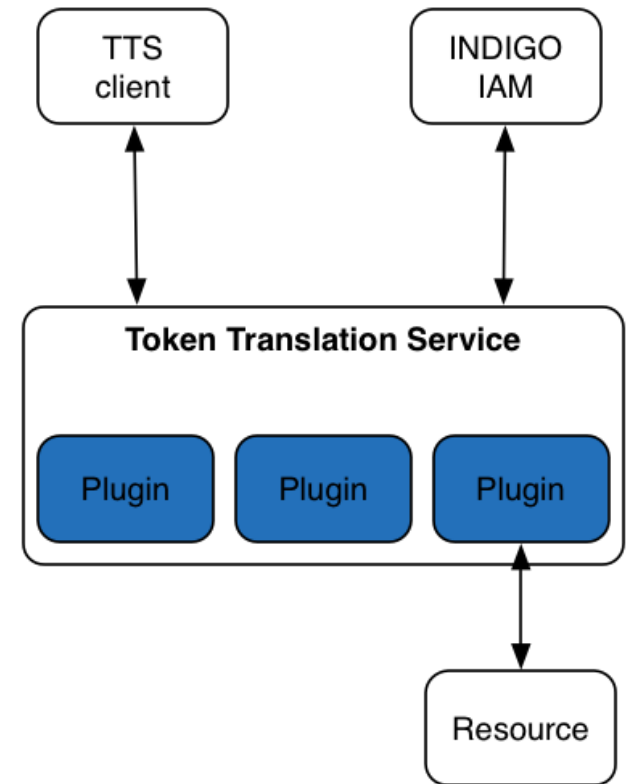 TTS
client
INDIGO
IAM
Token Translation Service
Plugin
Plugin
Plugin
Resource